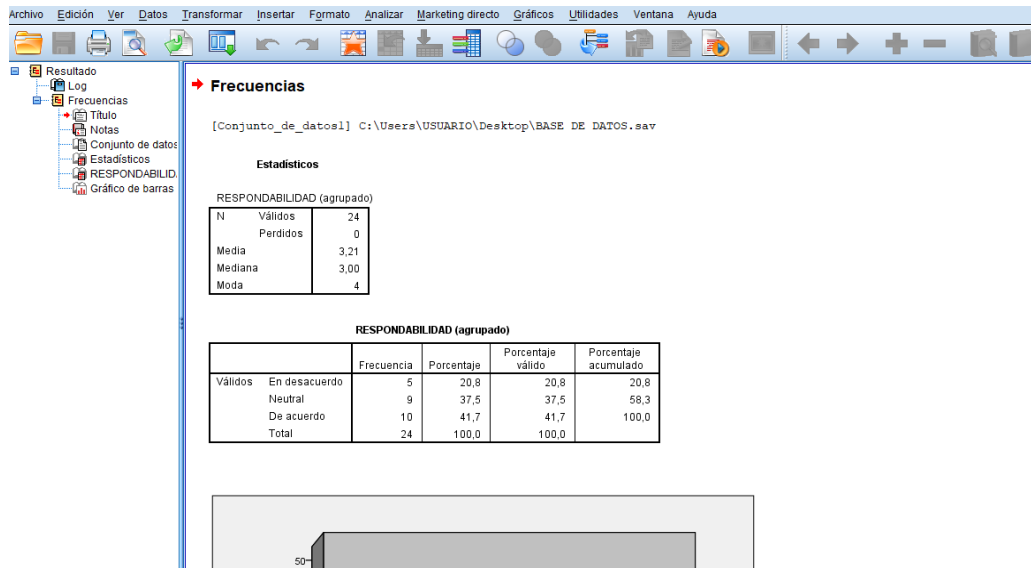 Archivo Edición Ver Datos Transformar Insertar Formato Analizar Marketing directo Gráficos Utilidades Ventana Ayuda
Resultado
Log
Frecuencias
Título
Notas
Conjunto de datos
Estadísticos
RESPONDABILID
Gráfico de barras
Frecuencias
[Conjunto_de_datos1] C:\Users\USUARIO\Desktop\BASE DE DATOS.sav
Estadísticos
RESPONDABILIDAD (agrupado)
N Válidos 24
Perdidos 0
Media 3,21
Mediana 3,00
Moda 4
RESPONDABILIDAD (agrupado)
Frecuencia Porcentaje Porcentaje válido Porcentaje acumulado
Válidos En desacuerdo 5 20,8 20,8 20,8
Neutral 9 37,5 37,5 58,3
De acuerdo 10 41,7 41,7 100,0
Total 24 100,0 100,0
50